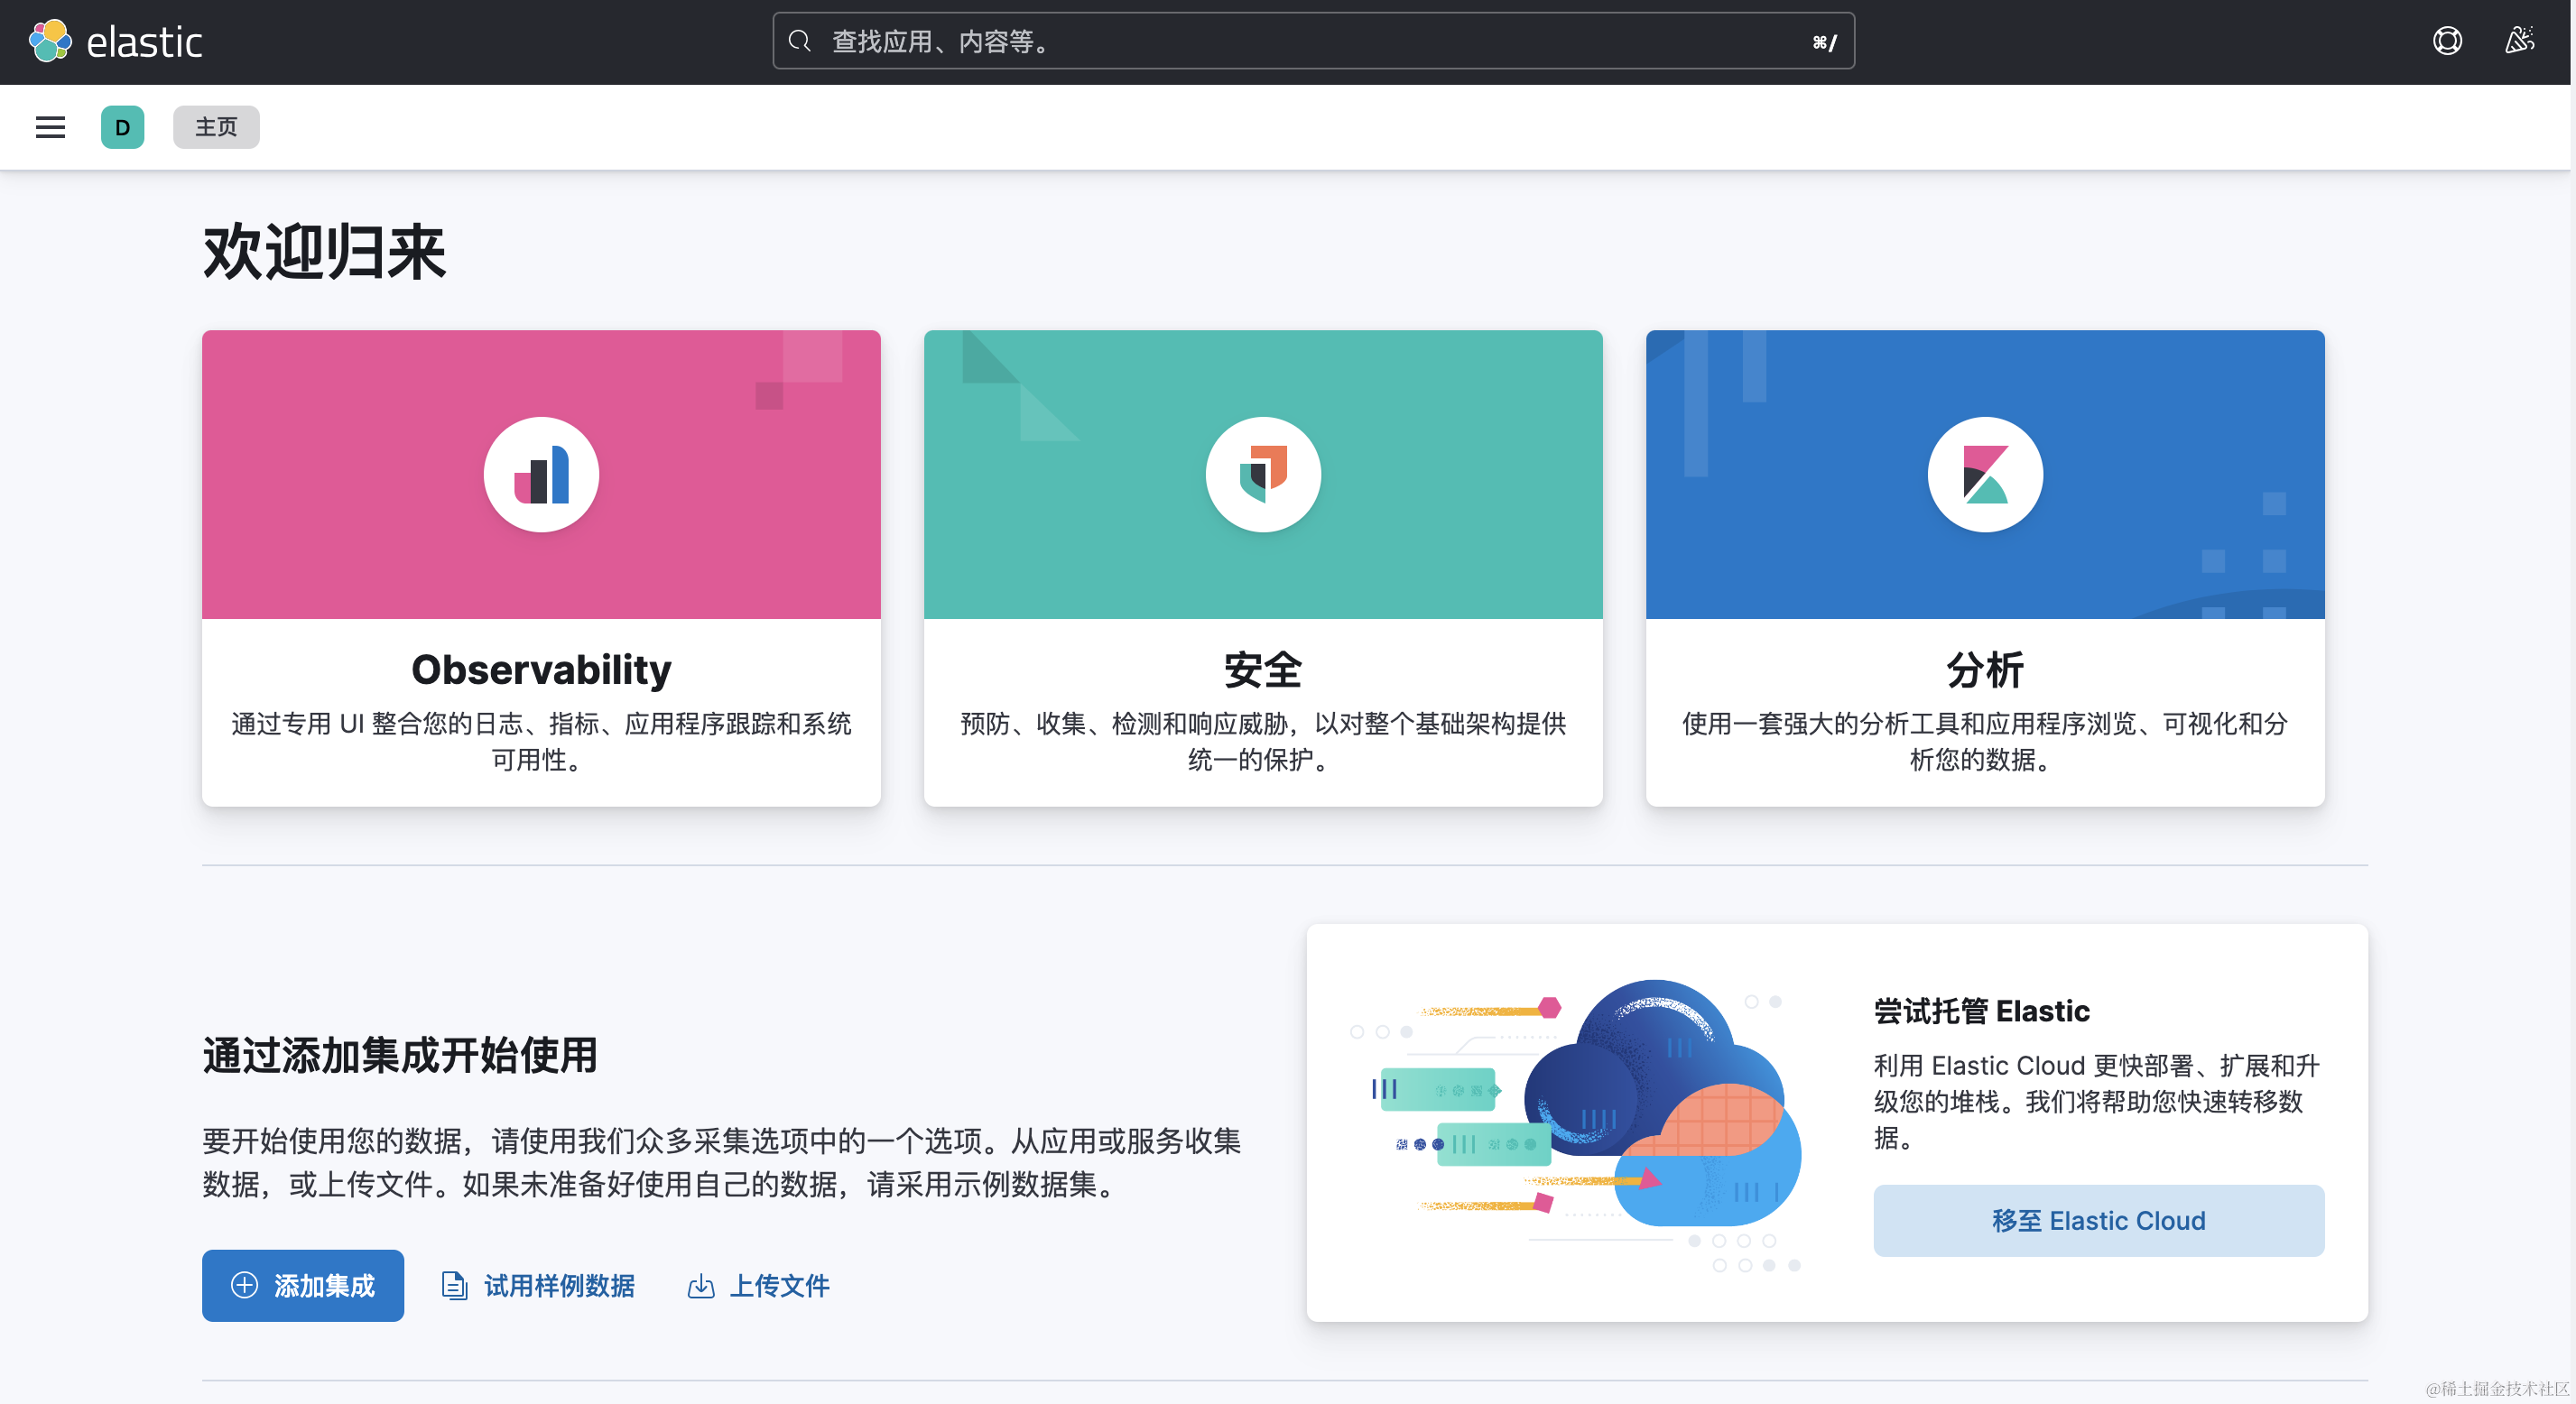 elastic
查找应用、内容等。
⌘/
D
主页
欢迎归来
Observability
通过专用 UI 整合您的日志、指标、应用程序跟踪和系统
可用性。
安全
预防、收集、检测和响应威胁，以对整个基础架构提供
统一的保护。
分析
使用一套强大的分析工具和应用程序浏览、可视化和分
析您的数据。
通过添加集成开始使用
要开始使用您的数据，请使用我们众多采集选项中的一个选项。从应用或服务收集
数据，或上传文件。如果未准备好使用自己的数据，请采用示例数据集。
添加集成
试用样例数据
上传文件
尝试托管 Elastic
利用 Elastic Cloud 更快部署、扩展和升
级您的堆栈。我们将帮助您快速转移数
据。
移至 Elastic Cloud
@稀土掘金技术社区